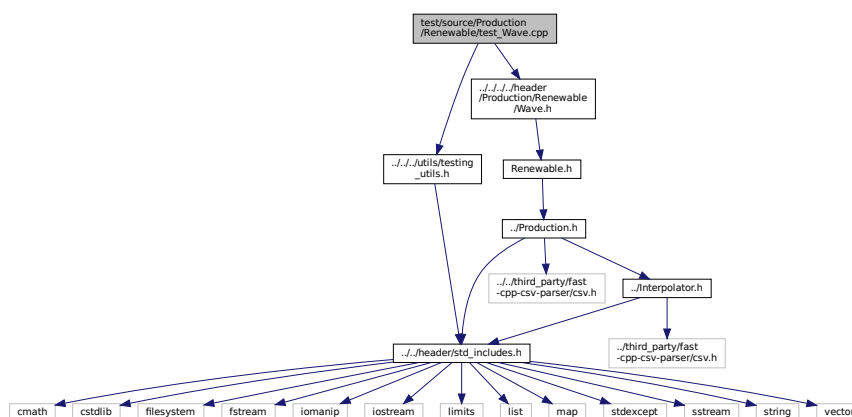 test/source/Production
/Renewable/test_Wave.cpp
../../../../header
/Production/Renewable
/Wave.h
../../../utils/testing
_utils.h
Renewable.h
../Production.h
../../third_party/fast
-cpp-csv-parser/csv.h
../Interpolator.h
../../header/std_includes.h
../third_party/fast
-cpp-csv-parser/csv.h
cmath
cstdlib
filesystem
fstream
iomanip
iostream
limits
list
map
stdexcept
sstream
string
vector